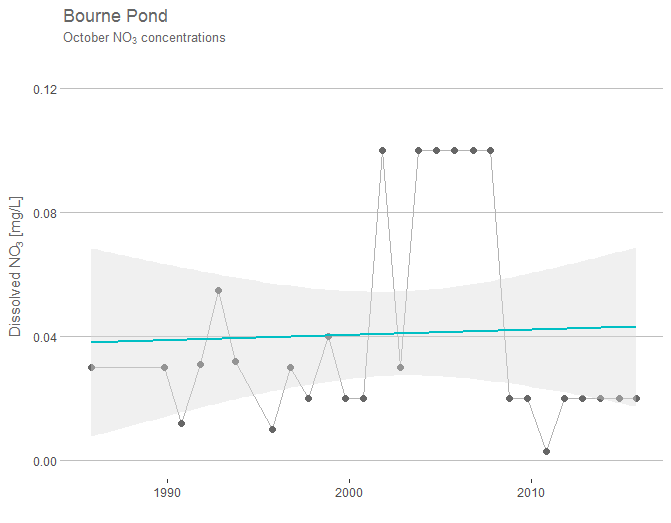 Bourne Pond
October NO₃ concentrations
0.12
0.08
0.04
0.00
Dissolved NO₃ [mg/L]
1990 2000 2010